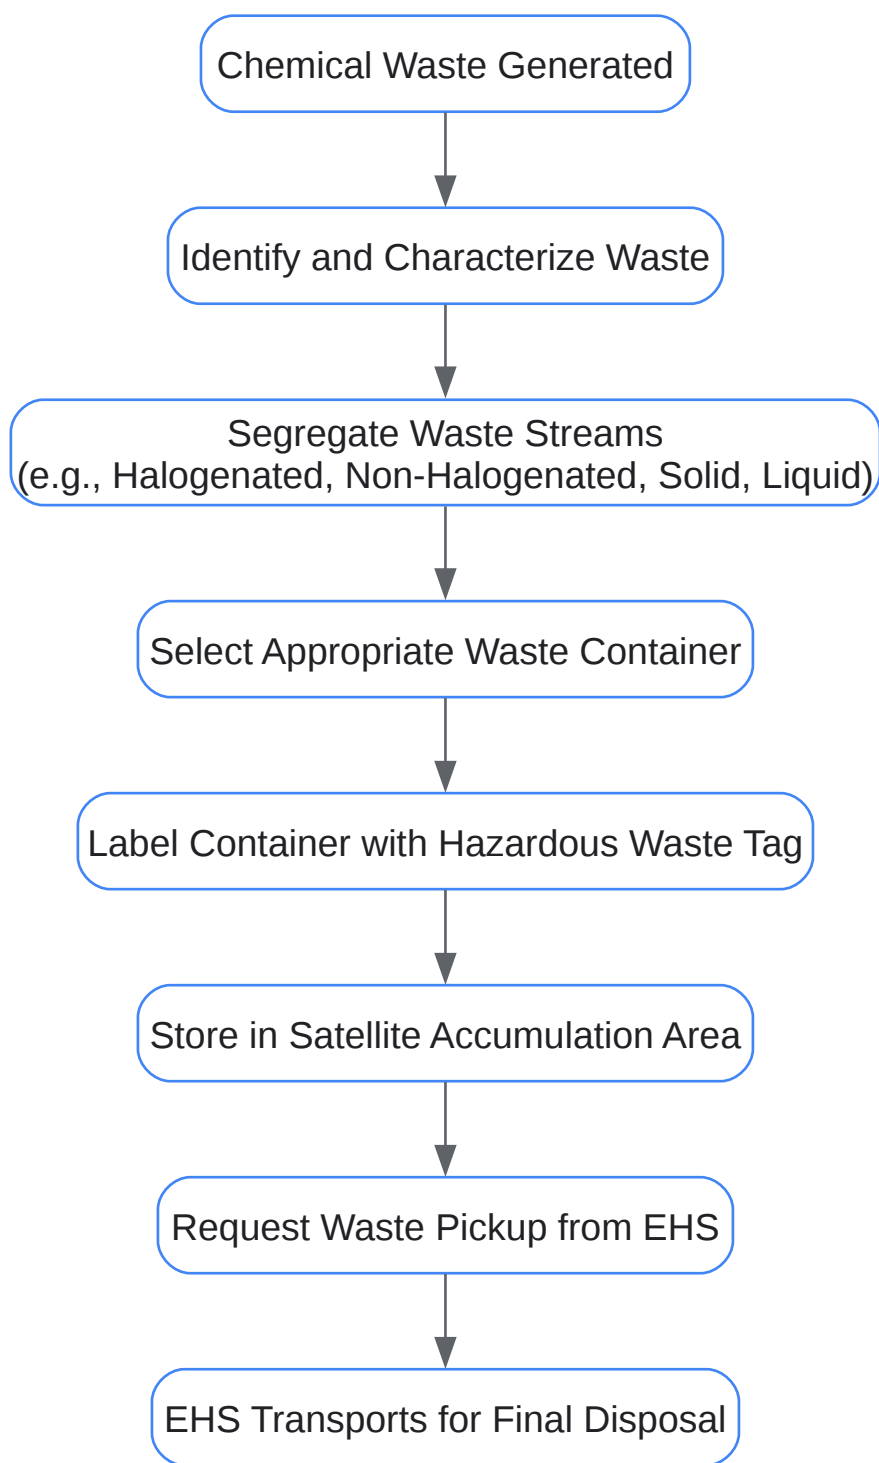 Chemical Waste Generated
Identify and Characterize Waste
Segregate Waste Streams
(e.g., Halogenated, Non-Halogenated, Solid, Liquid)
Select Appropriate Waste Container
Label Container with Hazardous Waste Tag
Store in Satellite Accumulation Area
Request Waste Pickup from EHS
EHS Transports for Final Disposal